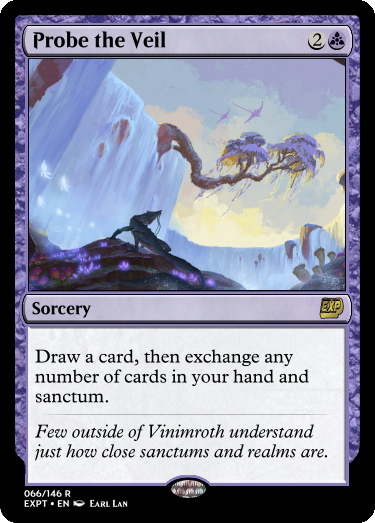 Probe the Veil 2
Sorcery EXP
Draw a card, then exchange any
number of cards in your hand and
sanctum.
Few outside of Vinimroth understand
just how close sanctums and realms are.
066/146 R
EXPT • EN Earl Lan